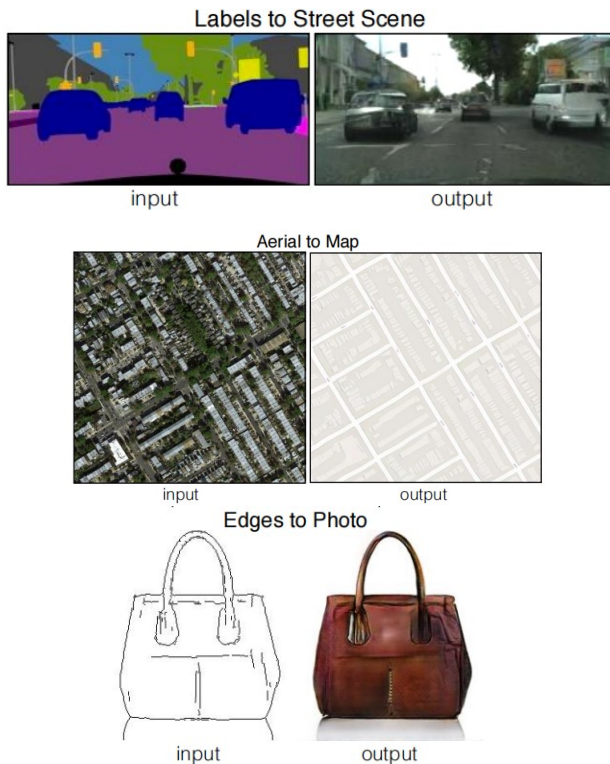 Labels to Street Scene
input
output
Aerial to Map
input
output
Edges to Photo
input
output